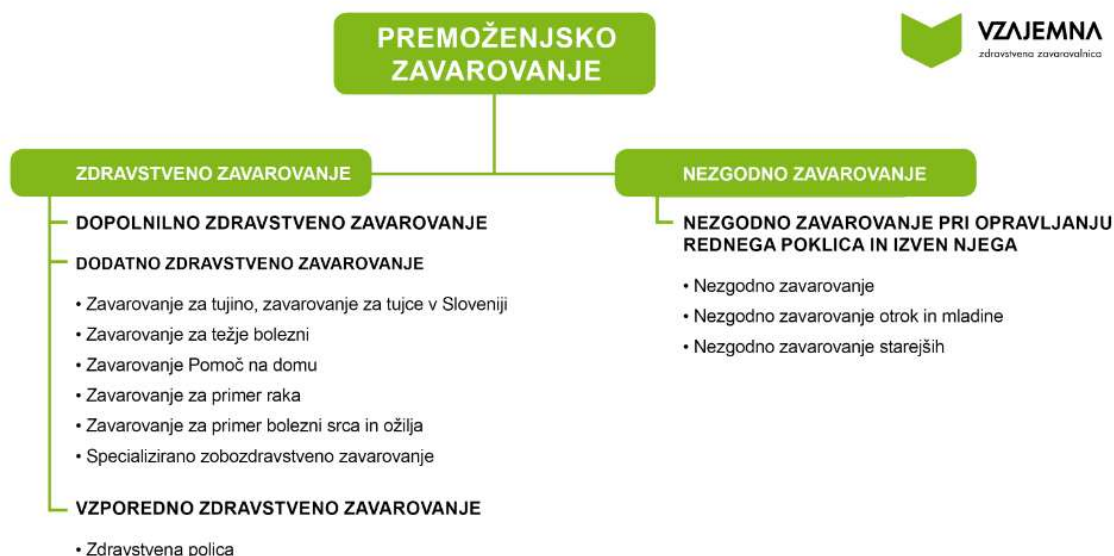 PREMOŽENJSKO
ZAVAROVANJE
VZAJEMNA
zdravstvena zavarovalnica
ZDRAVSTVENO ZAVAROVANJE
DOPOLNILNO ZDRAVSTVENO ZAVAROVANJE
DODATNO ZDRAVSTVENO ZAVAROVANJE
• Zavarovanje za tujino, zavarovanje za tujce v Sloveniji
• Zavarovanje za težje bolezni
• Zavarovanje Pomoč na domu
• Zavarovanje za primer raka
• Zavarovanje za primer bolezni srca in ožilja
• Specializirano zobozdravstveno zavarovanje
VZPOREDNO ZDRAVSTVENO ZAVAROVANJE
• Zdravstvena polica
NEZGODNO ZAVAROVANJE
NEZGODNO ZAVAROVANJE PRI OPRAVLJANJU
REDNEGA POKLICA IN IZVEN NJEGA
• Nezgodno zavarovanje
• Nezgodno zavarovanje otrok in mladine
• Nezgodno zavarovanje starejših